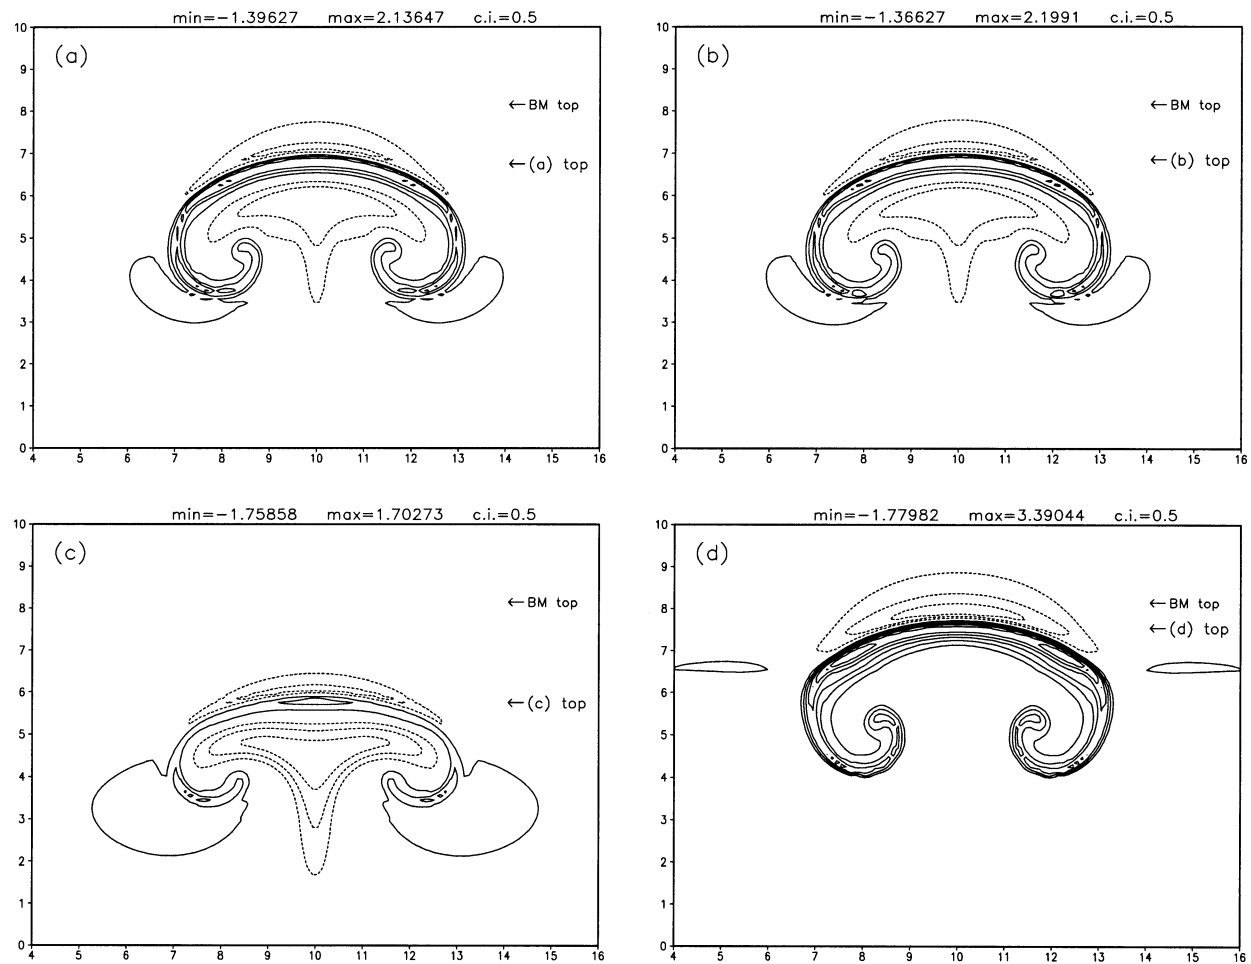 min=−1.39627 max=2.13647 c.i.=0.5
(a)
10
9
8
7
6
5
4
3
2
1
0
←BM top
←(a) top
4 5 6 7 8 9 10 11 12 13 14 15 16
min=−1.36627 max=2.1991 c.i.=0.5
(b)
10
9
8
7
6
5
4
3
2
1
0
←BM top
←(b) top
4 5 6 7 8 9 10 11 12 13 14 15 16
min=−1.75858 max=1.70273 c.i.=0.5
(c)
10
9
8
7
6
5
4
3
2
1
0
←BM top
←(c) top
4 5 6 7 8 9 10 11 12 13 14 15 16
min=−1.77982 max=3.39044 c.i.=0.5
(d)
10
9
8
7
6
5
4
3
2
1
0
←BM top
←(d) top
4 5 6 7 8 9 10 11 12 13 14 15 16